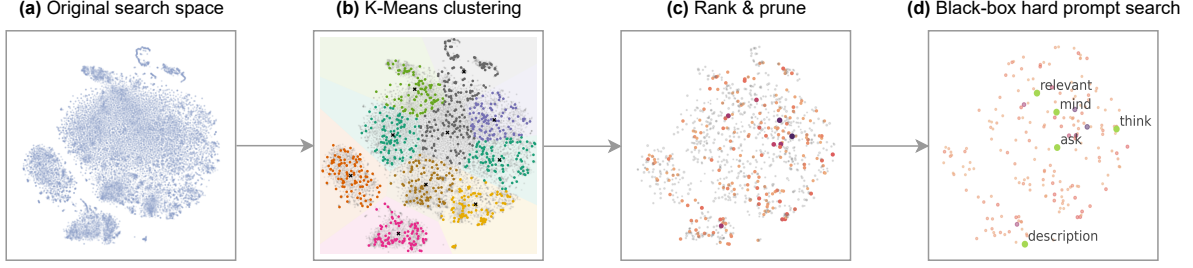 (a) Original search space
(b) K-Means clustering
(c) Rank & prune
(d) Black-box hard prompt search
relevant
mind
think
ask
description